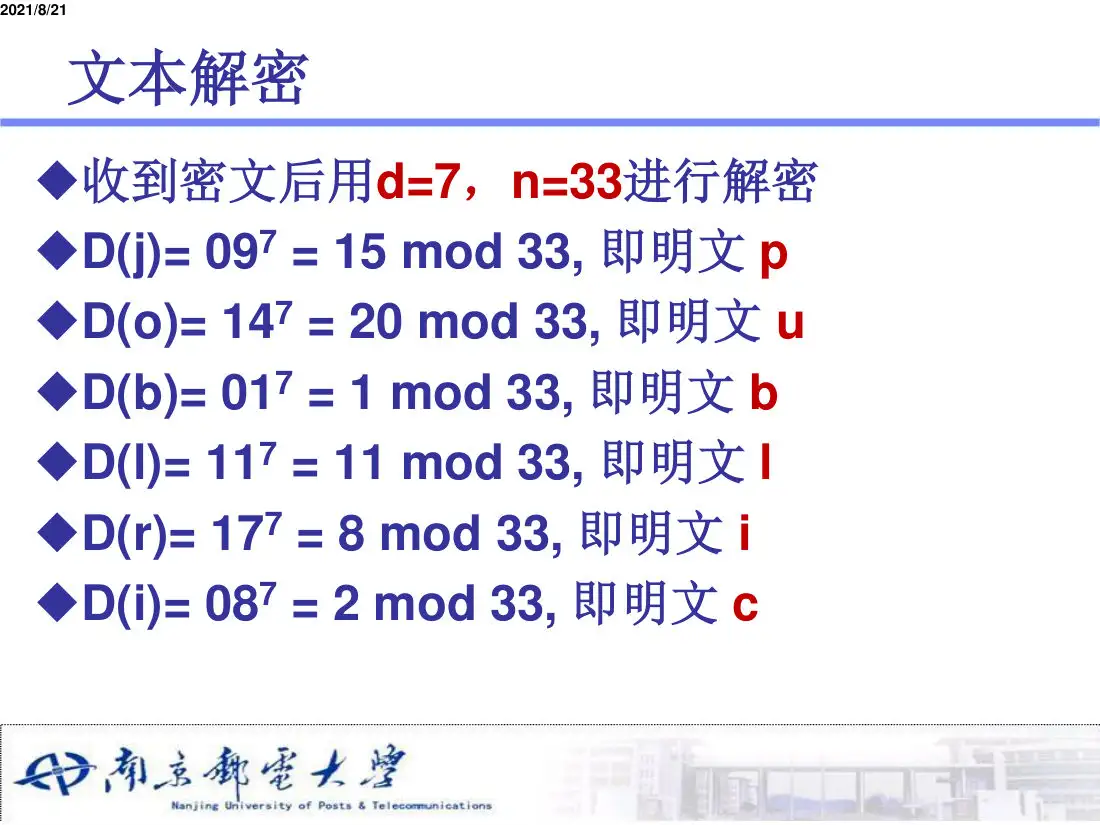 2021/8/21
文本解密
◆收到密文后用d=7，n=33进行解密
◆D(j)= 09⁷ = 15 mod 33, 即明文 p
◆D(o)= 14⁷ = 20 mod 33, 即明文 u
◆D(b)= 01⁷ = 1 mod 33, 即明文 b
◆D(l)= 11⁷ = 11 mod 33, 即明文 l
◆D(r)= 17⁷ = 8 mod 33, 即明文 i
◆D(i)= 08⁷ = 2 mod 33, 即明文 c
南京郵電大學
Nanjing University of Posts & Telecommunications